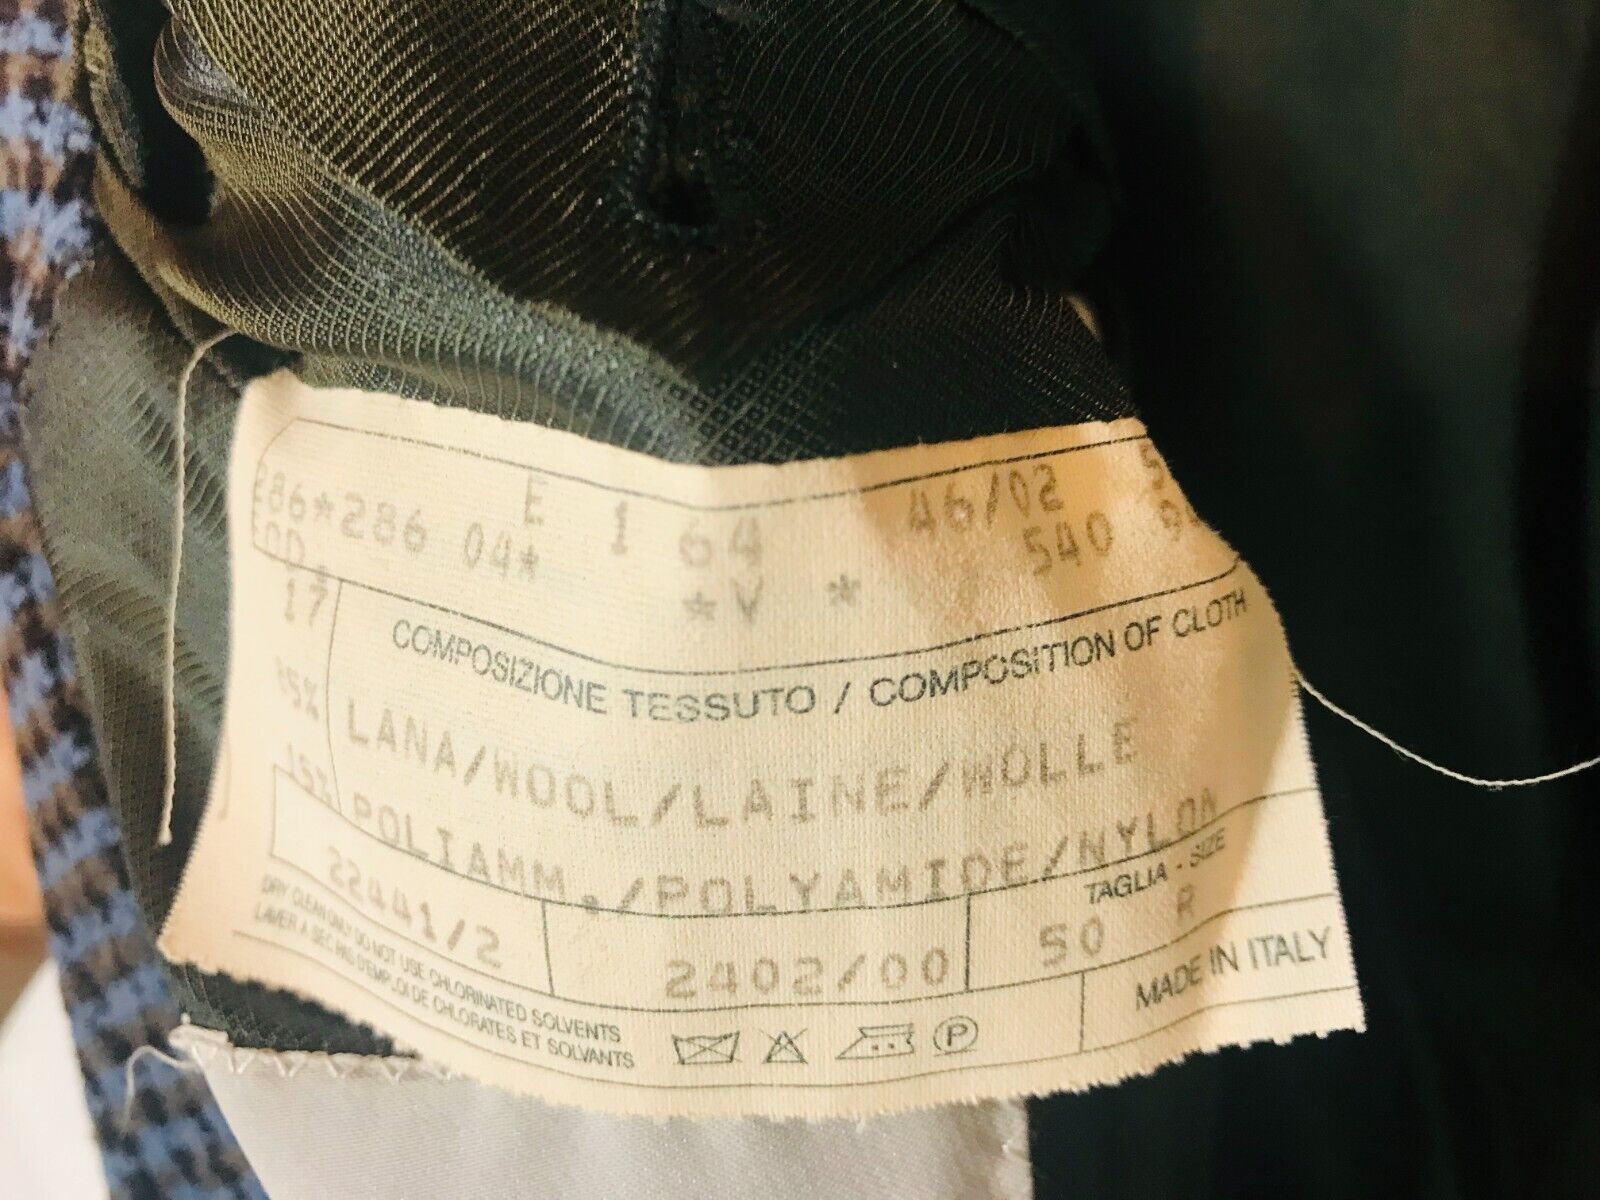 E 1 64 46/02
286*286 04* *V * 540
17
COMPOSIZIONE TESSUTO / COMPOSITION OF CLOTH
LANA/WOOL/LAINE/WOLLE
15% POLIAMM./POLYAMIDE/NYLON
TAGLIA - SIZE
22441/2 2402/00 50 R
DRY CLEAN ONLY DO NOT USE CHLORINATED SOLVENTS
LAVER A SEC PAS D'EMPLOI DE CHLORATES ET SOLVANTS
P
MADE IN ITALY